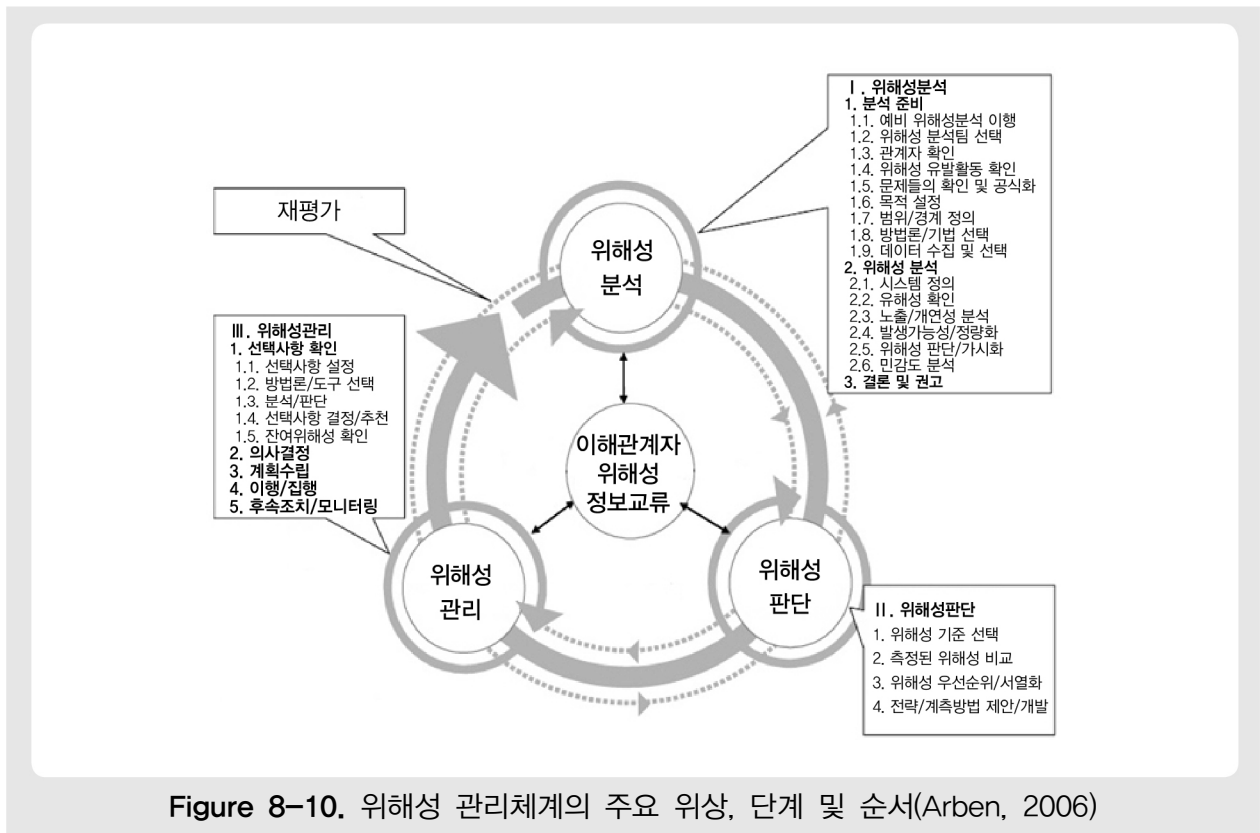 Ⅰ. 위해성분석
1. 분석 준비
1.1. 예비 위해성분석 이행
1.2. 위해성 분석팀 선택
1.3. 관계자 확인
1.4. 위해성 유발활동 확인
1.5. 문제들의 확인 및 공식화
1.6. 목적 설정
1.7. 범위/경계 정의
1.8. 방법론/기법 선택
1.9. 데이터 수집 및 선택
2. 위해성 분석
2.1. 시스템 정의
2.2. 유해성 확인
2.3. 노출/개연성 분석
2.4. 발생가능성/정량화
2.5. 위해성 판단/가시화
2.6. 민감도 분석
3. 결론 및 권고
재평가
위해성
분석
Ⅲ. 위해성관리
1. 선택사항 확인
1.1. 선택사항 설정
1.2. 방법론/도구 선택
1.3. 분석/판단
1.4. 선택사항 결정/추천
1.5. 잔여위해성 확인
2. 의사결정
3. 계획수립
4. 이행/집행
5. 후속조치/모니터링
이해관계자
위해성
정보교류
위해성
관리
위해성
판단
Ⅱ. 위해성판단
1. 위해성 기준 선택
2. 측정된 위해성 비교
3. 위해성 우선순위/서열화
4. 전략/계측방법 제안/개발
Figure 8-10. 위해성 관리체계의 주요 위상, 단계 및 순서(Arben, 2006)